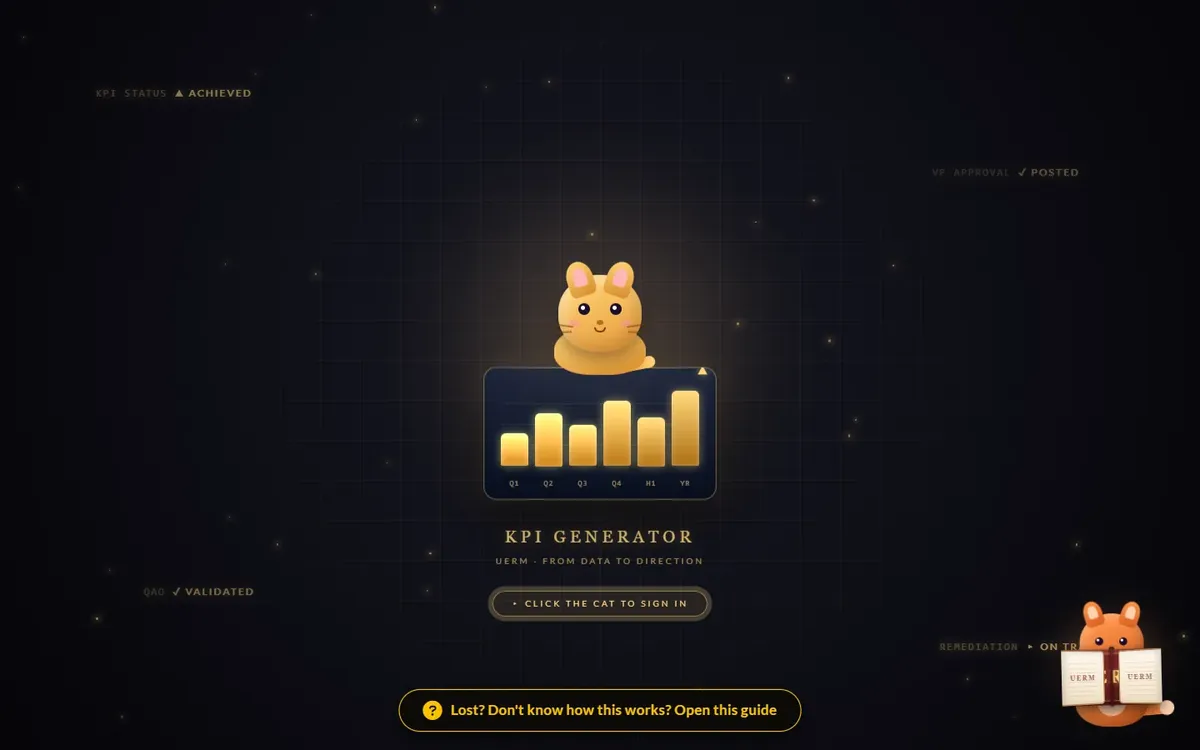 KPI STATUS ▲ ACHIEVED
VP APPROVAL ✓ POSTED
Q1 Q2 Q3 Q4 H1 YR
KPI GENERATOR
UERM · FROM DATA TO DIRECTION
• CLICK THE CAT TO SIGN IN
QAO ✓ VALIDATED
REMEDIATION ▸ ON TR
UERM ER UERM
? Lost? Don't know how this works? Open this guide